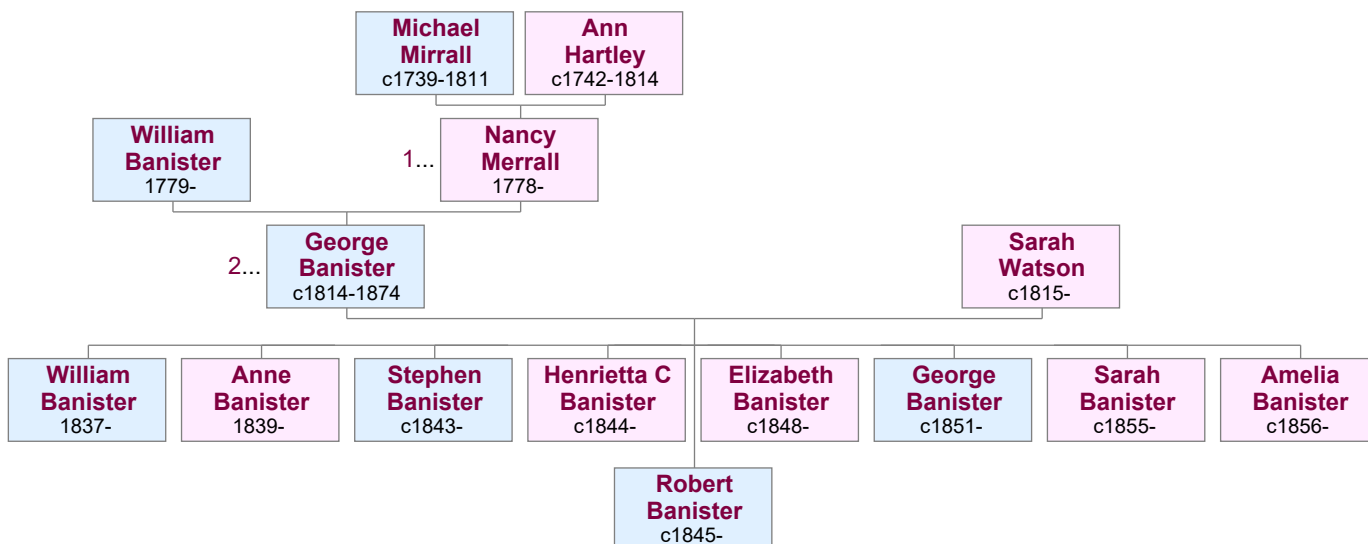 Michael
Mirrall
c1739-1811
Ann
Hartley
c1742-1814
William
Banister
1779-
1...
Nancy
Merrall
1778-
2...
George
Banister
c1814-1874
Sarah
Watson
c1815-
William
Banister
1837-
Anne
Banister
1839-
Stephen
Banister
c1843-
Henrietta C
Banister
c1844-
Elizabeth
Banister
c1848-
George
Banister
c1851-
Sarah
Banister
c1855-
Amelia
Banister
c1856-
Robert
Banister
c1845-